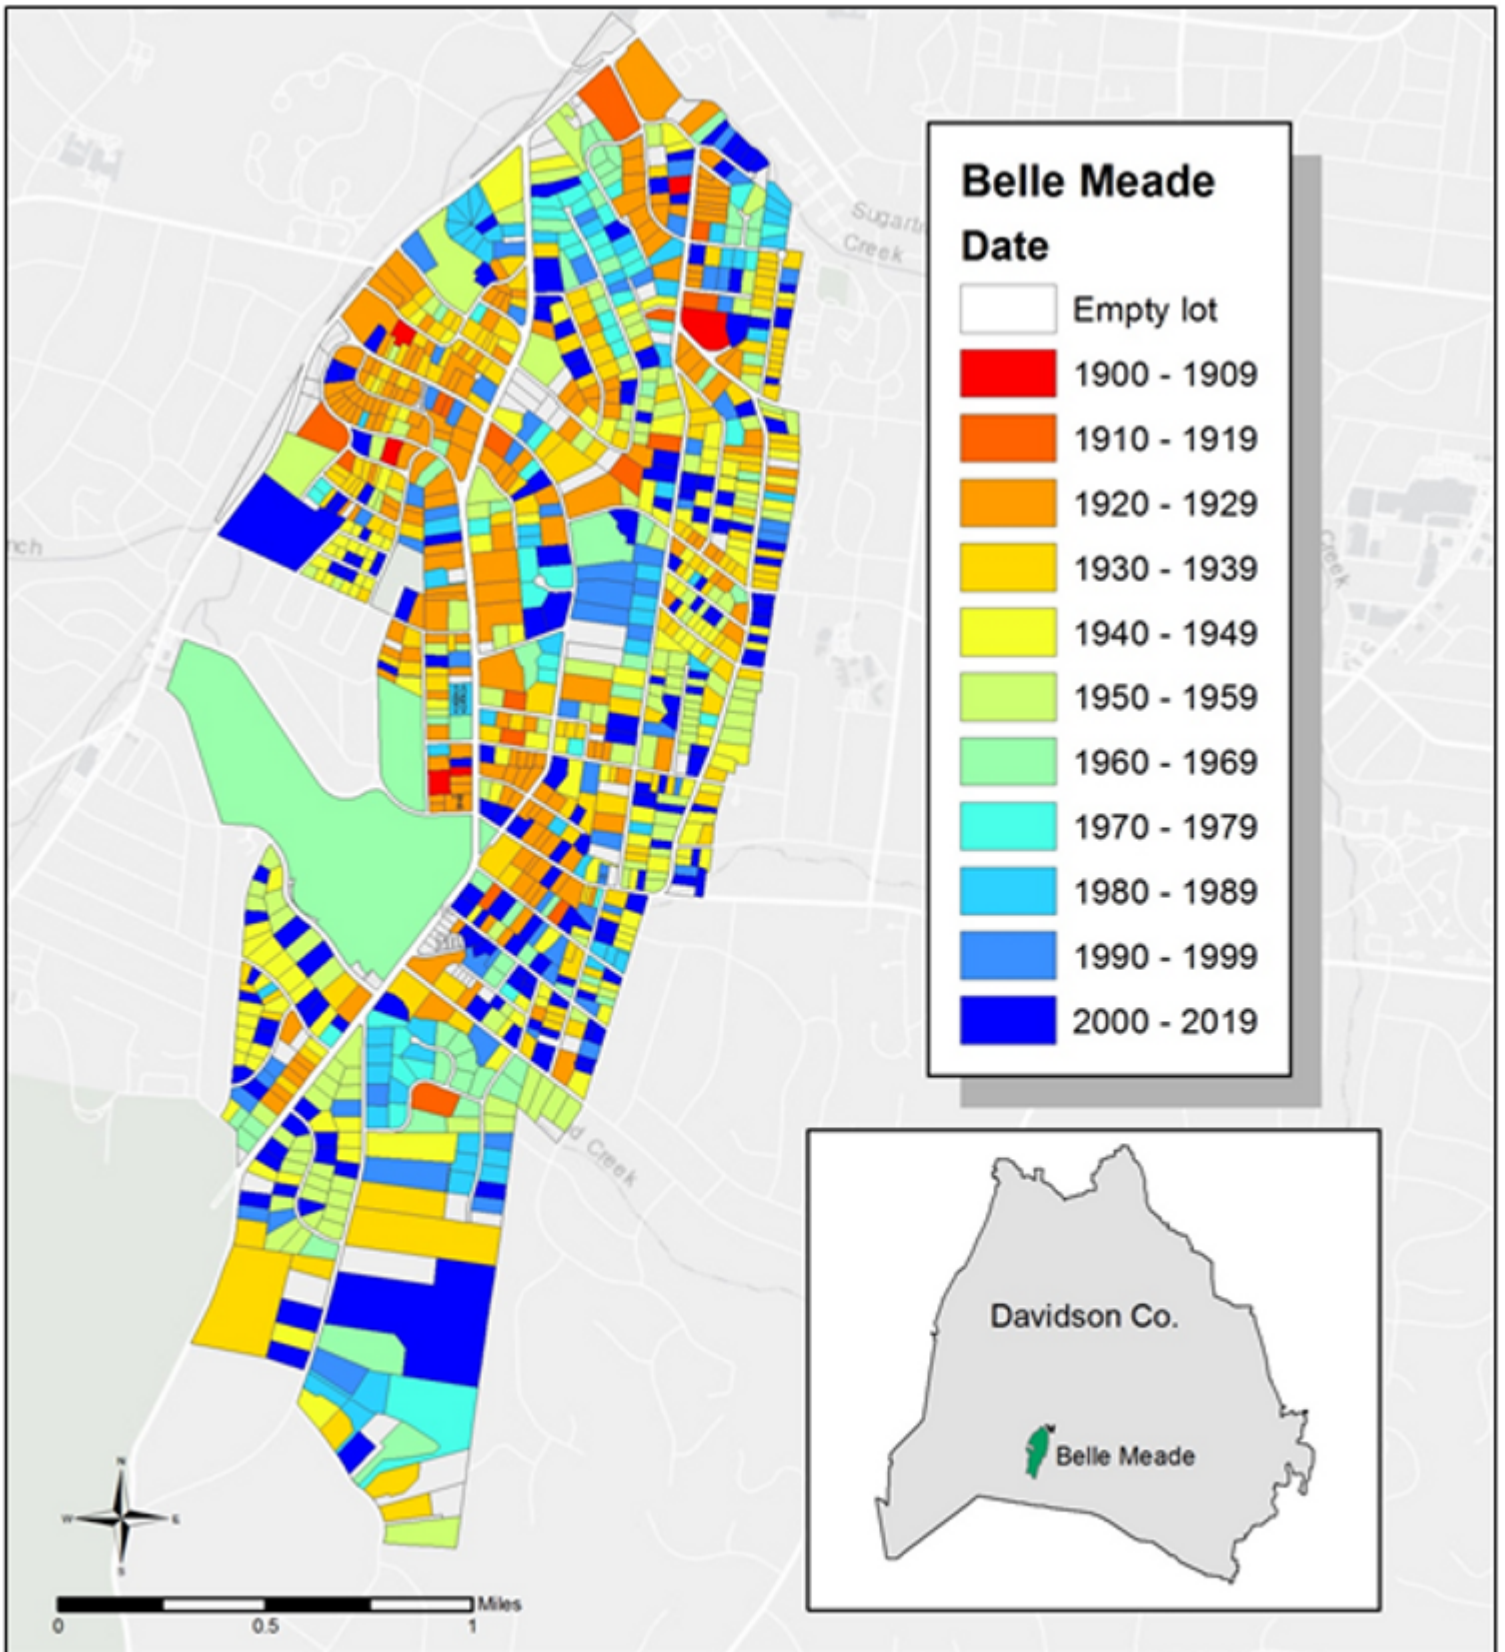 Sugartr
Creek
Belle Meade
Date
Empty lot
1900 - 1909
1910 - 1919
1920 - 1929
1930 - 1939
1940 - 1949
1950 - 1959
1960 - 1969
1970 - 1979
1980 - 1989
1990 - 1999
2000 - 2019
nch
Creek
d Creek
Davidson Co.
Belle Meade
N
W E
S
Miles
0 0.5 1